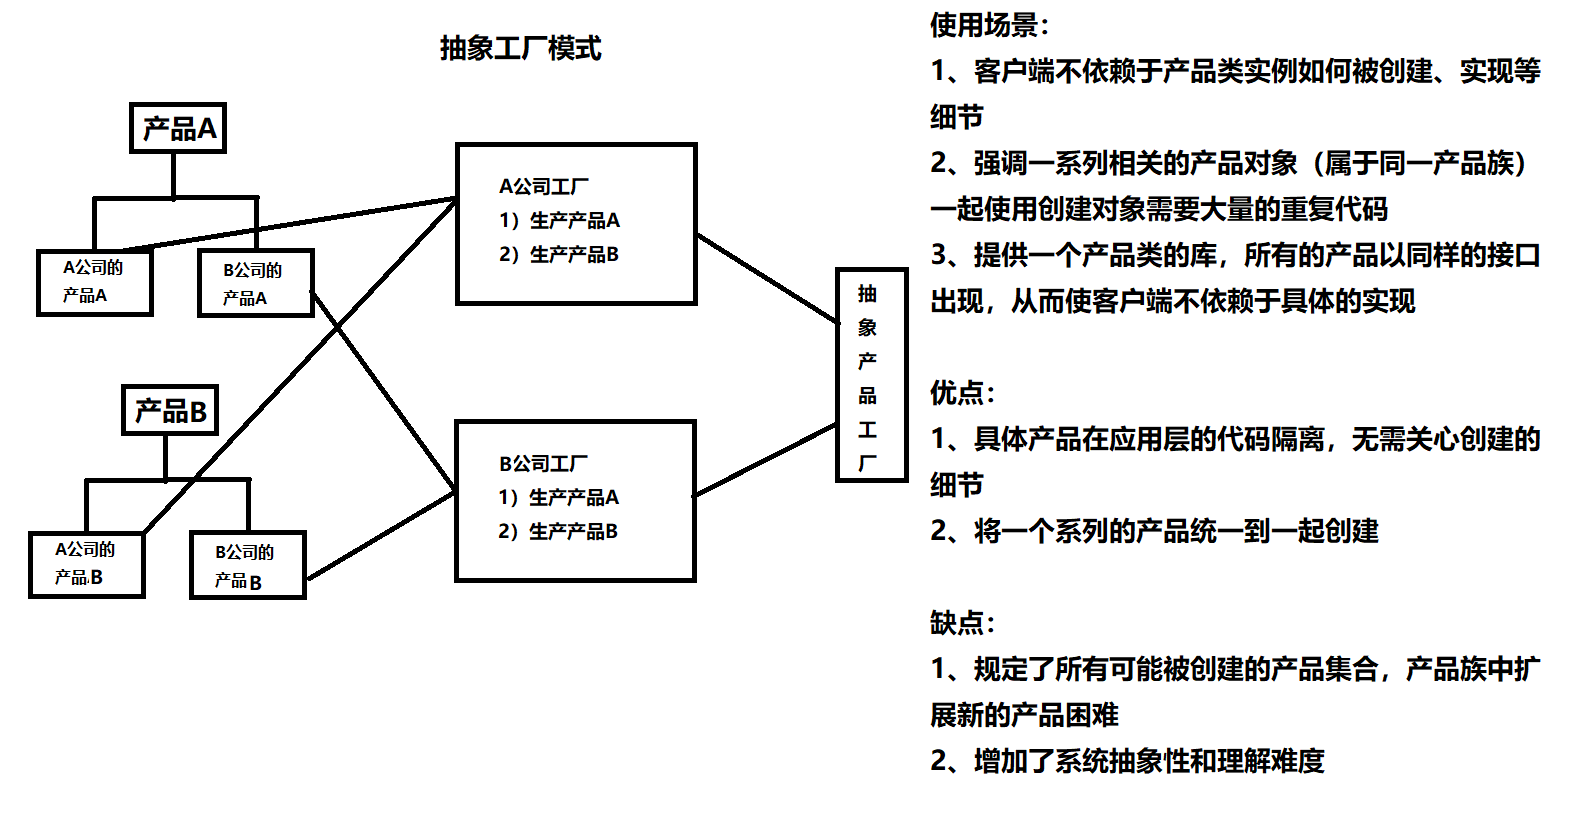 抽象工厂模式
产品A
A公司的
产品A
B公司的
产品A
产品B
A公司的
产品B
B公司的
产品B
A公司工厂
1）生产产品A
2）生产产品B
B公司工厂
1）生产产品A
2）生产产品B
抽
象
产
品
工
厂
使用场景：
1、客户端不依赖于产品类实例如何被创建、实现等
细节
2、强调一系列相关的产品对象（属于同一产品族）
一起使用创建对象需要大量的重复代码
3、提供一个产品类的库，所有的产品以同样的接口
出现，从而使客户端不依赖于具体的实现
优点：
1、具体产品在应用层的代码隔离，无需关心创建的
细节
2、将一个系列的产品统一到一起创建
缺点：
1、规定了所有可能被创建的产品集合，产品族中扩
展新的产品困难
2、增加了系统抽象性和理解难度